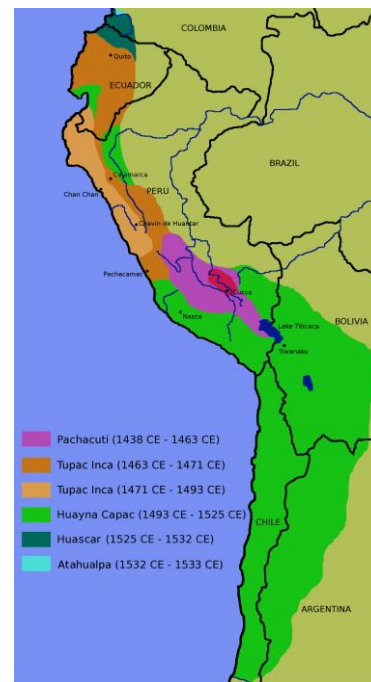 COLOMBIA
Quito
ECUADOR
BRAZIL
Cajamarca
PERU
Chan Chan
Chavin de Huantar
Pachacamac
Cuzco
Nazca
Lake Titicaca
BOLIVIA
Tiwanaku
Pachacuti (1438 CE - 1463 CE)
Tupac Inca (1463 CE - 1471 CE)
Tupac Inca (1471 CE - 1493 CE)
Huayna Capac (1493 CE - 1525 CE)
CHILE
Huascar (1525 CE - 1532 CE)
Atahualpa (1532 CE - 1533 CE)
ARGENTINA